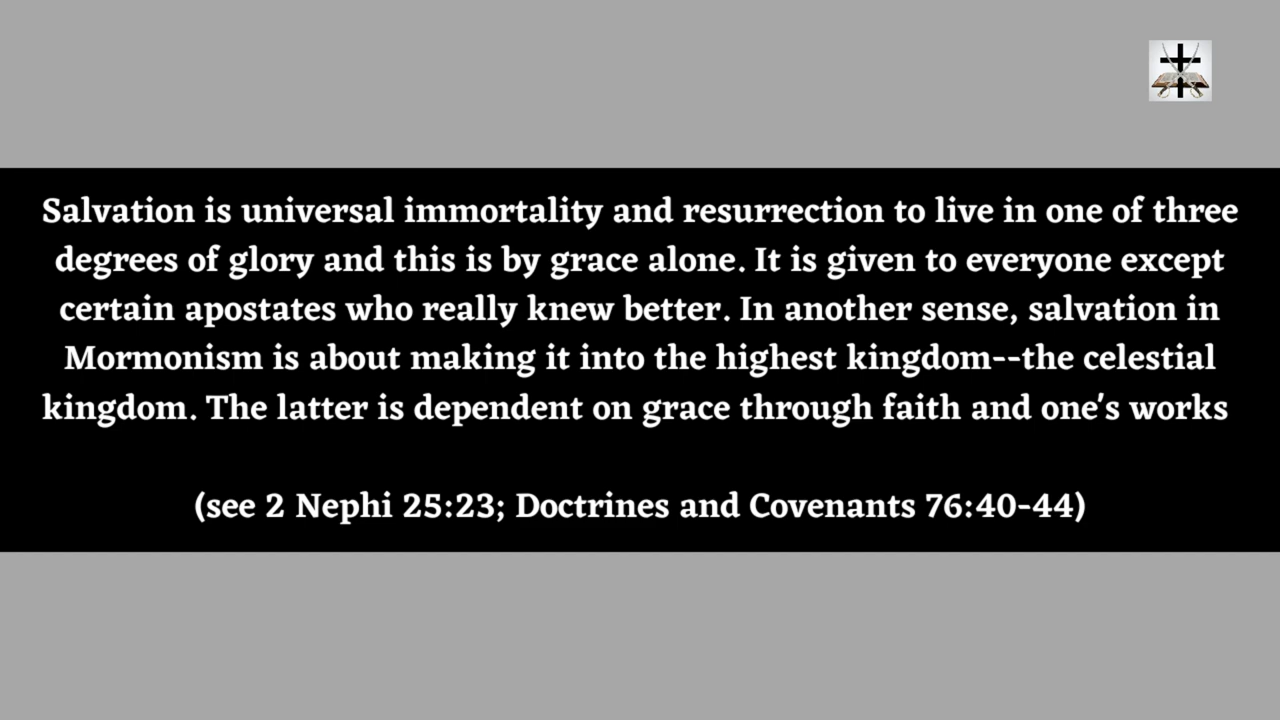 Salvation is universal immortality and resurrection to live in one of three
degrees of glory and this is by grace alone. It is given to everyone except
certain apostates who really knew better. In another sense, salvation in
Mormonism is about making it into the highest kingdom--the celestial
kingdom. The latter is dependent on grace through faith and one's works
(see 2 Nephi 25:23; Doctrines and Covenants 76:40-44)